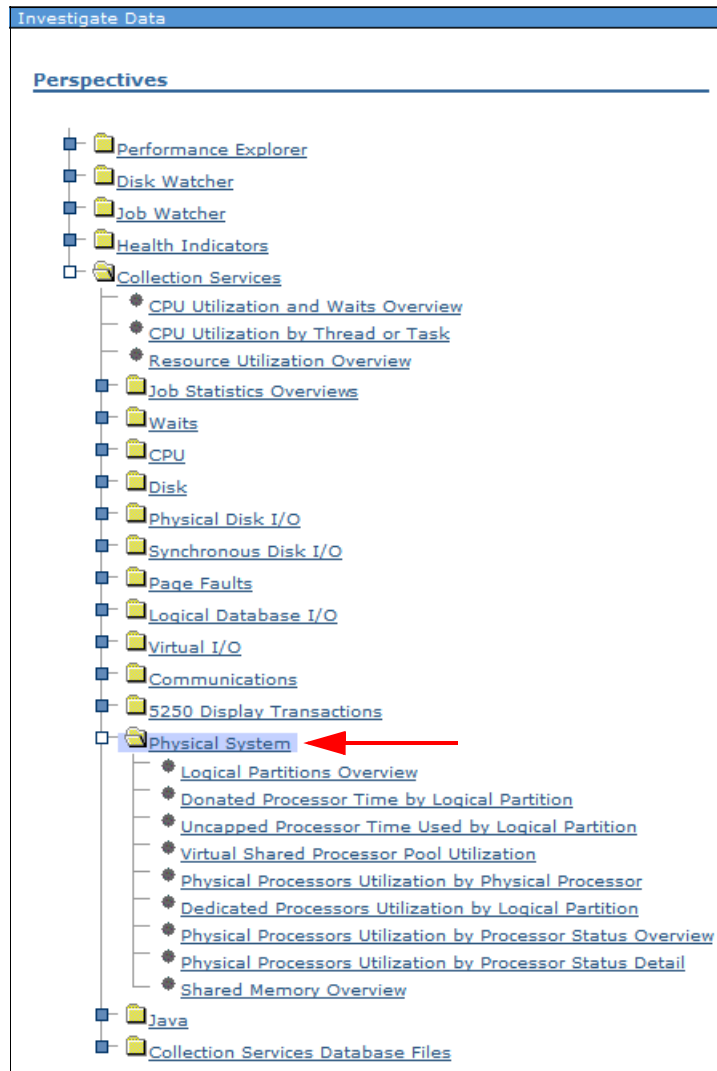 Investigate Data
Perspectives
Performance Explorer
Disk Watcher
Job Watcher
Health Indicators
Collection Services
CPU Utilization and Waits Overview
CPU Utilization by Thread or Task
Resource Utilization Overview
Job Statistics Overviews
Waits
CPU
Disk
Physical Disk I/O
Synchronous Disk I/O
Page Faults
Logical Database I/O
Virtual I/O
Communications
5250 Display Transactions
Physical System
Logical Partitions Overview
Donated Processor Time by Logical Partition
Uncapped Processor Time Used by Logical Partition
Virtual Shared Processor Pool Utilization
Physical Processors Utilization by Physical Processor
Dedicated Processors Utilization by Logical Partition
Physical Processors Utilization by Processor Status Overview
Physical Processors Utilization by Processor Status Detail
Shared Memory Overview
Java
Collection Services Database Files